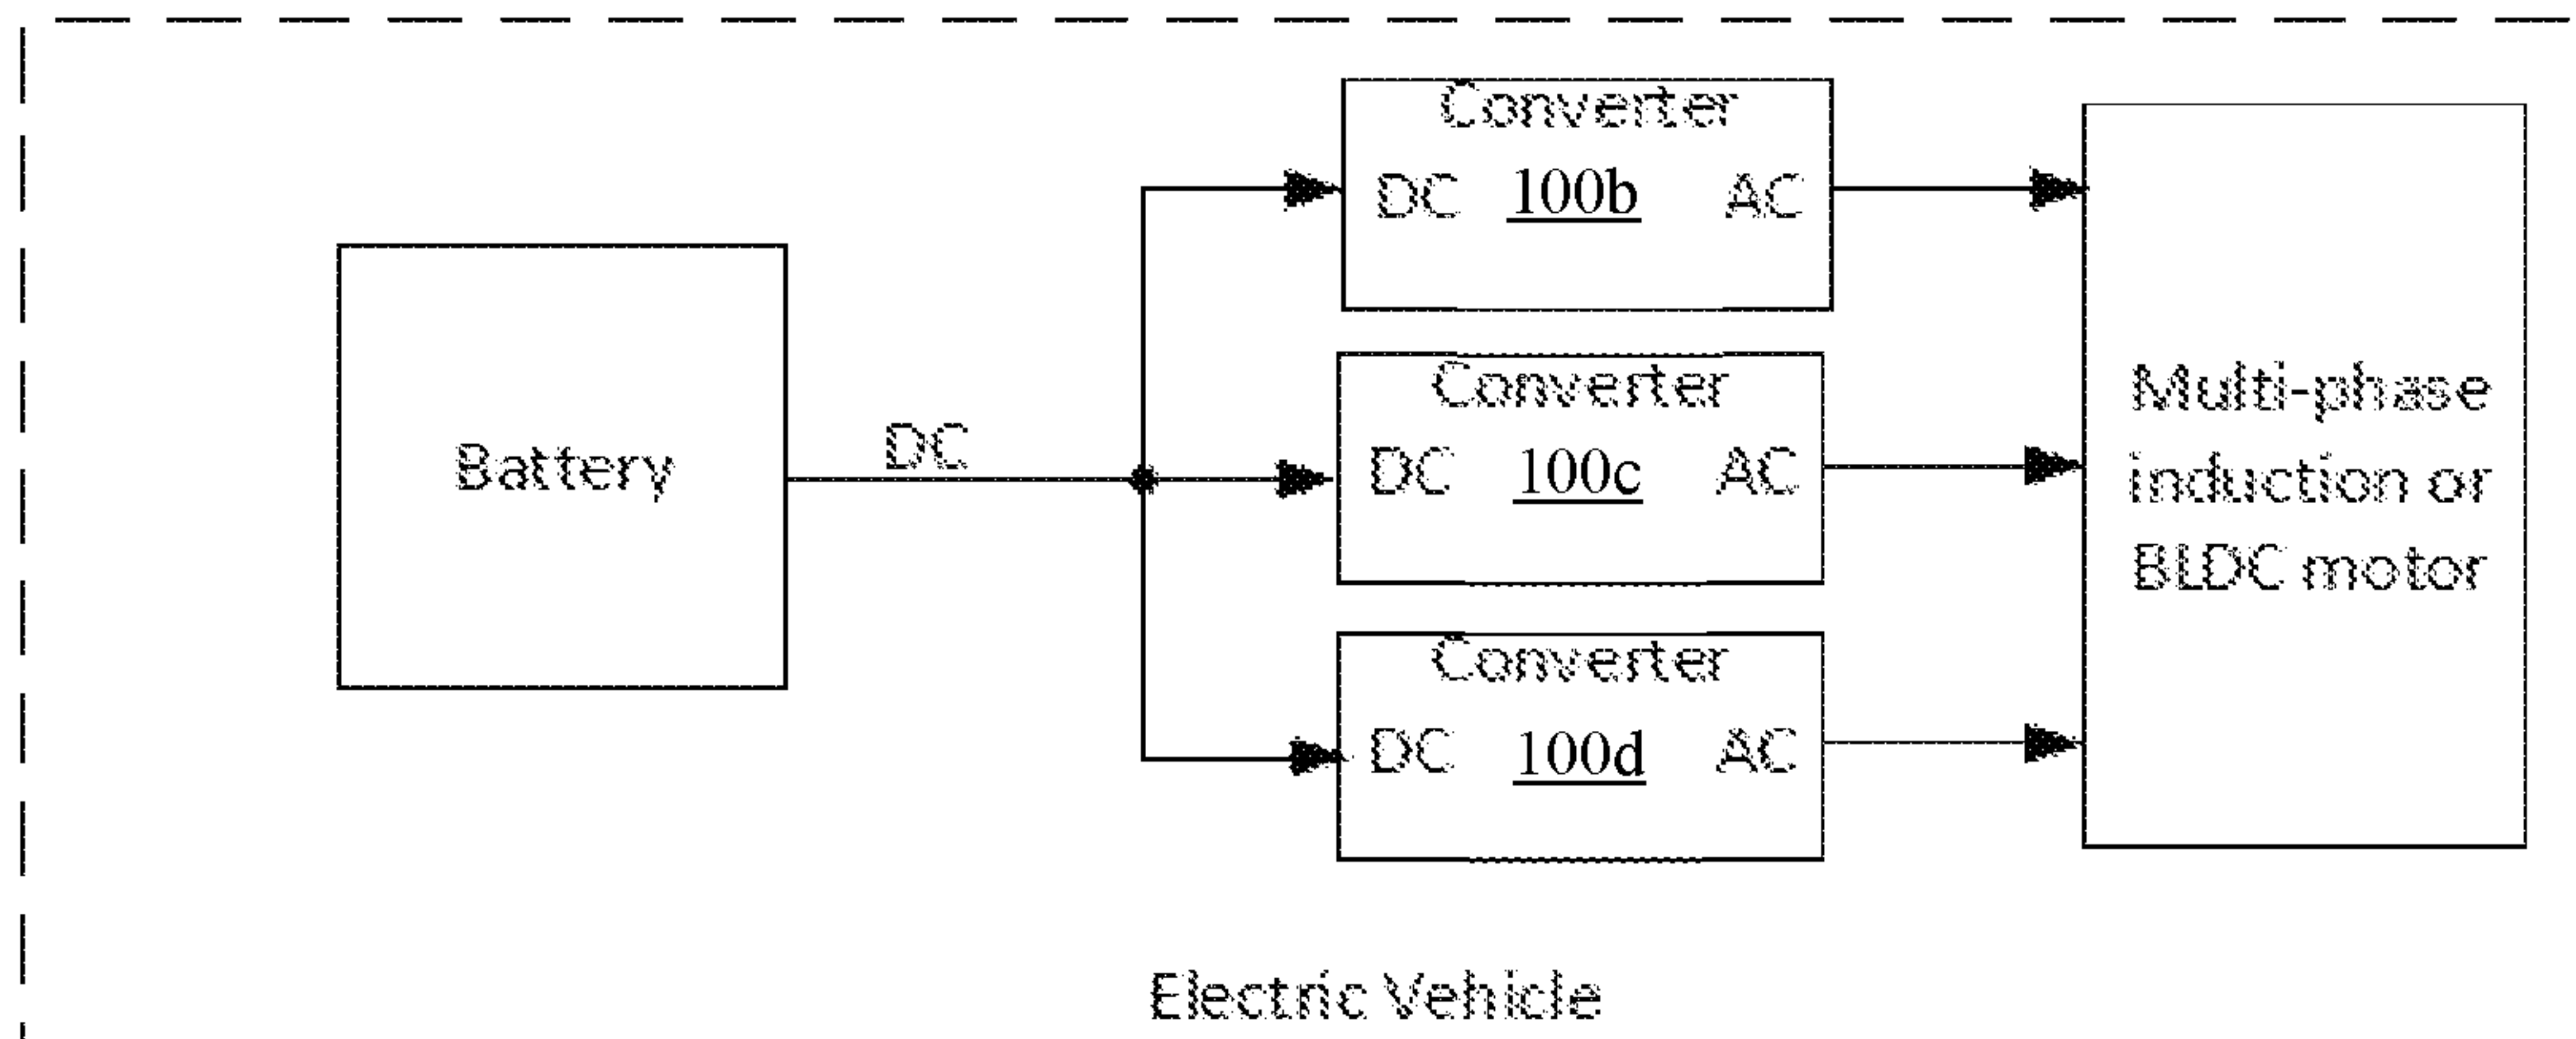 Converter
DC 100b AC
Battery
DC
Converter
DC 100c AC
Converter
DC 100d AC
Multi-phase
induction or
BLDC motor
Electric Vehicle